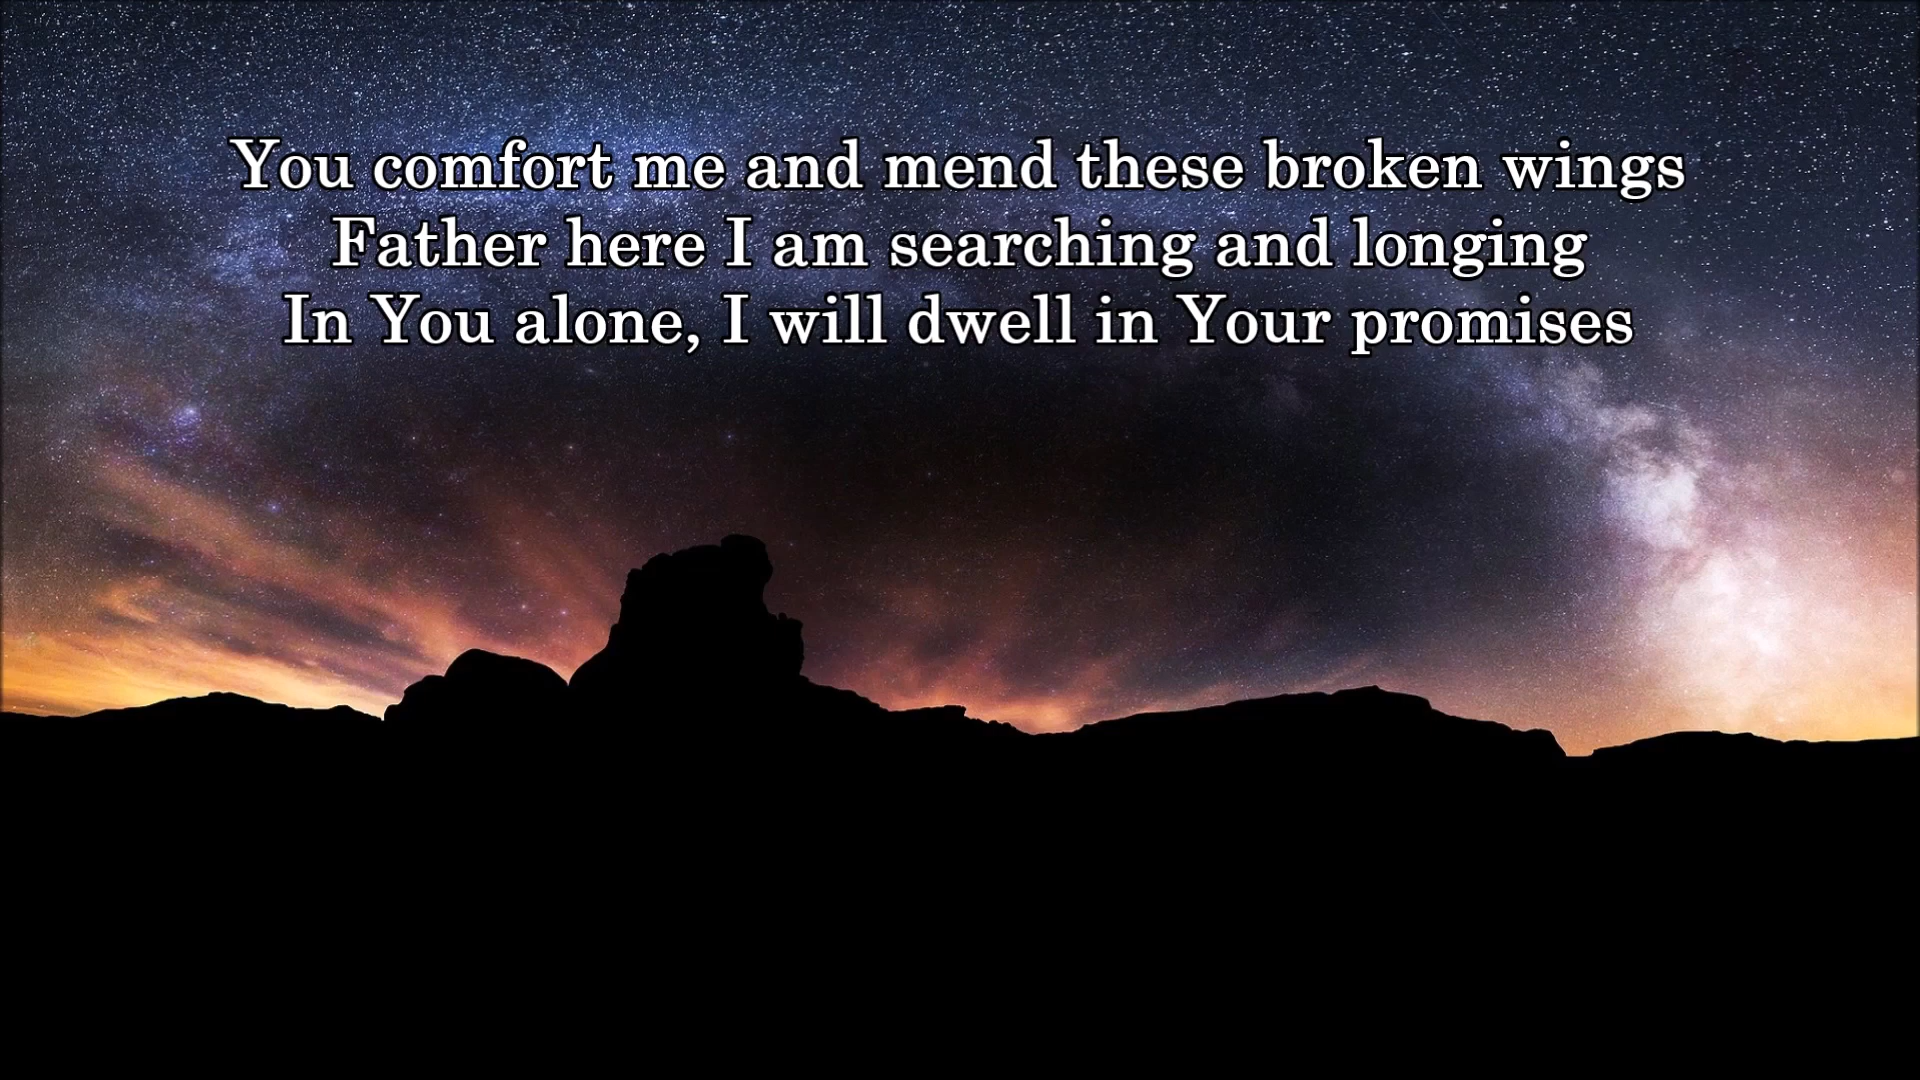 You comfort me and mend these broken wings
Father here I am searching and longing
In You alone, I will dwell in Your promises